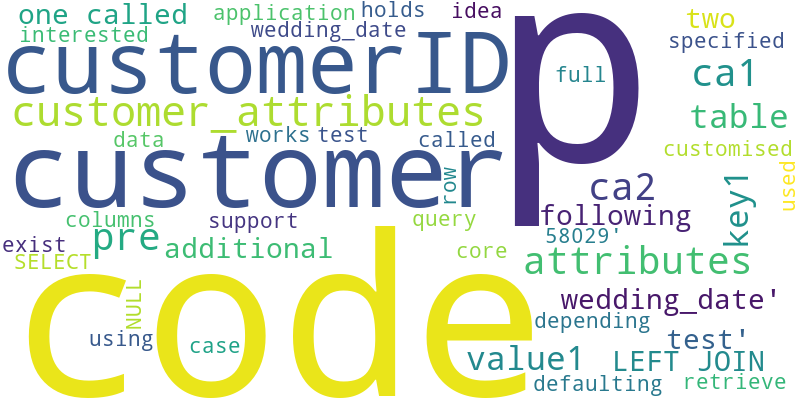 one called
application
holds
idea
two
interested
wedding_date
specified
customerID
p
full
ca1
customer_attributes
table
data
works
test
called
customised
customer
row
ca2
key1
used
columns
support
query
following
58029'
exist
pre
additional
core
attributes
SELECT
code
NULL
wedding_date'
depending
using
case
test'
value1
LEFT JOIN
defaulting
retrieve